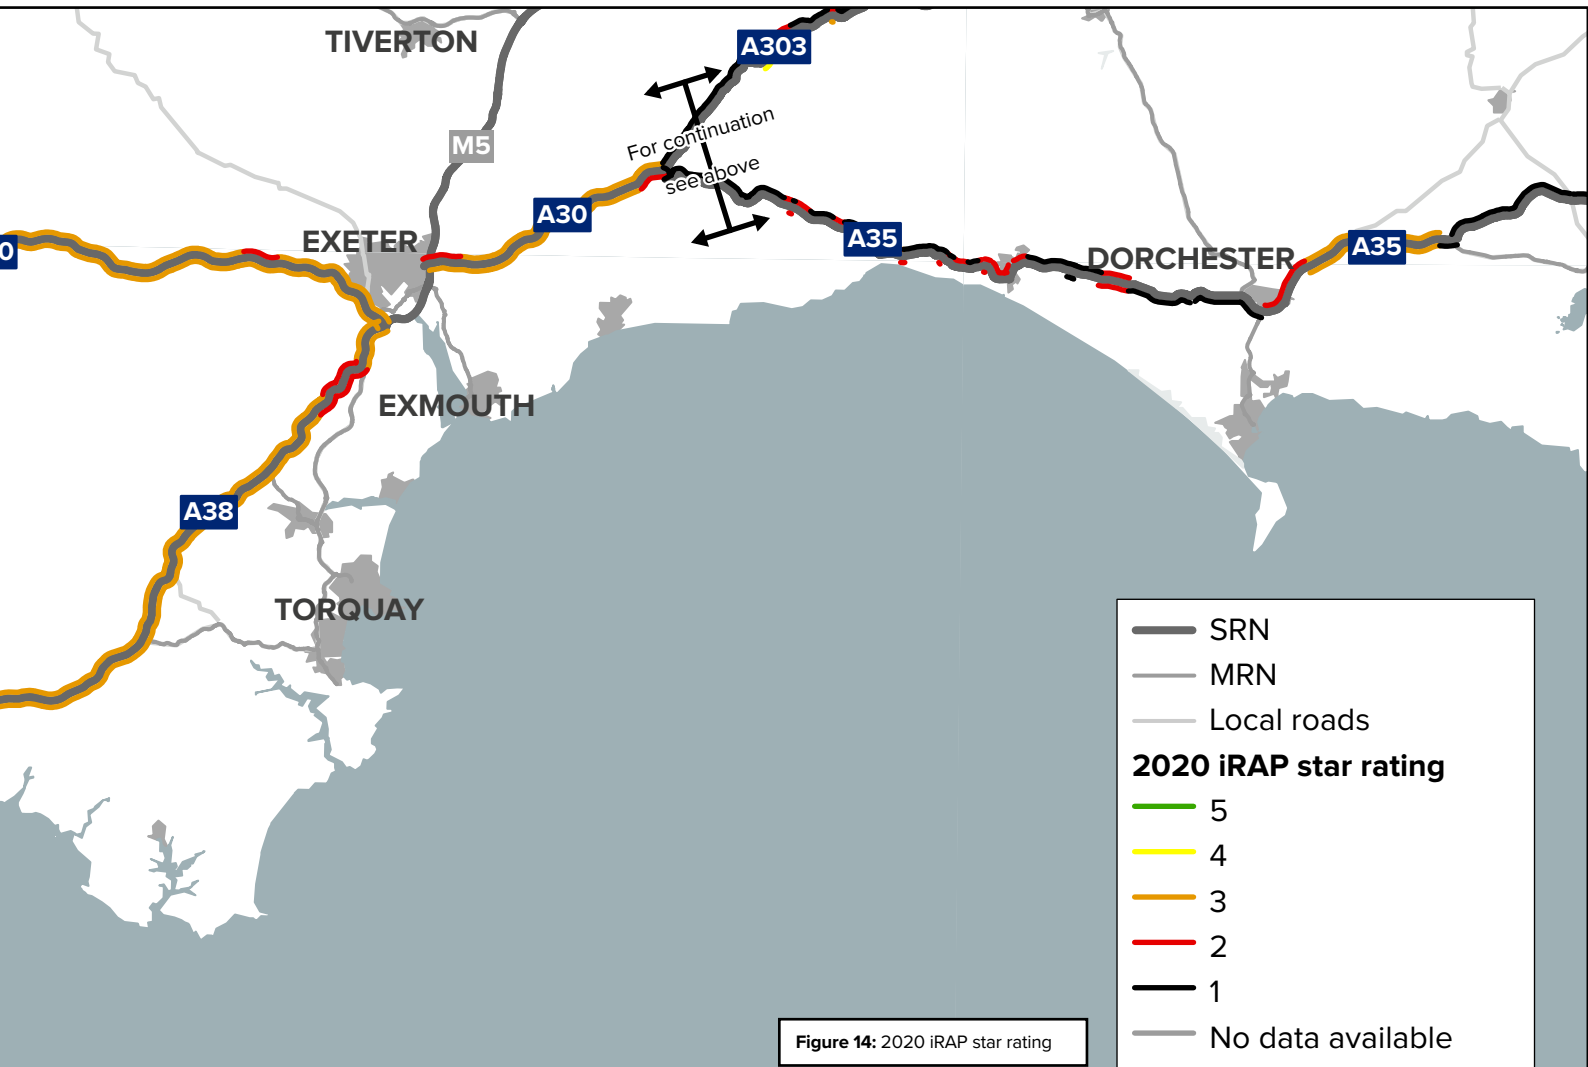 TIVERTON
A303
M5
For continuation
see above
A30
EXETER
0
A35
DORCHESTER
A35
EXMOUTH
A38
TORQUAY
SRN
MRN
Local roads
2020 iRAP star rating
5
4
3
2
1
No data available
Figure 14: 2020 iRAP star rating